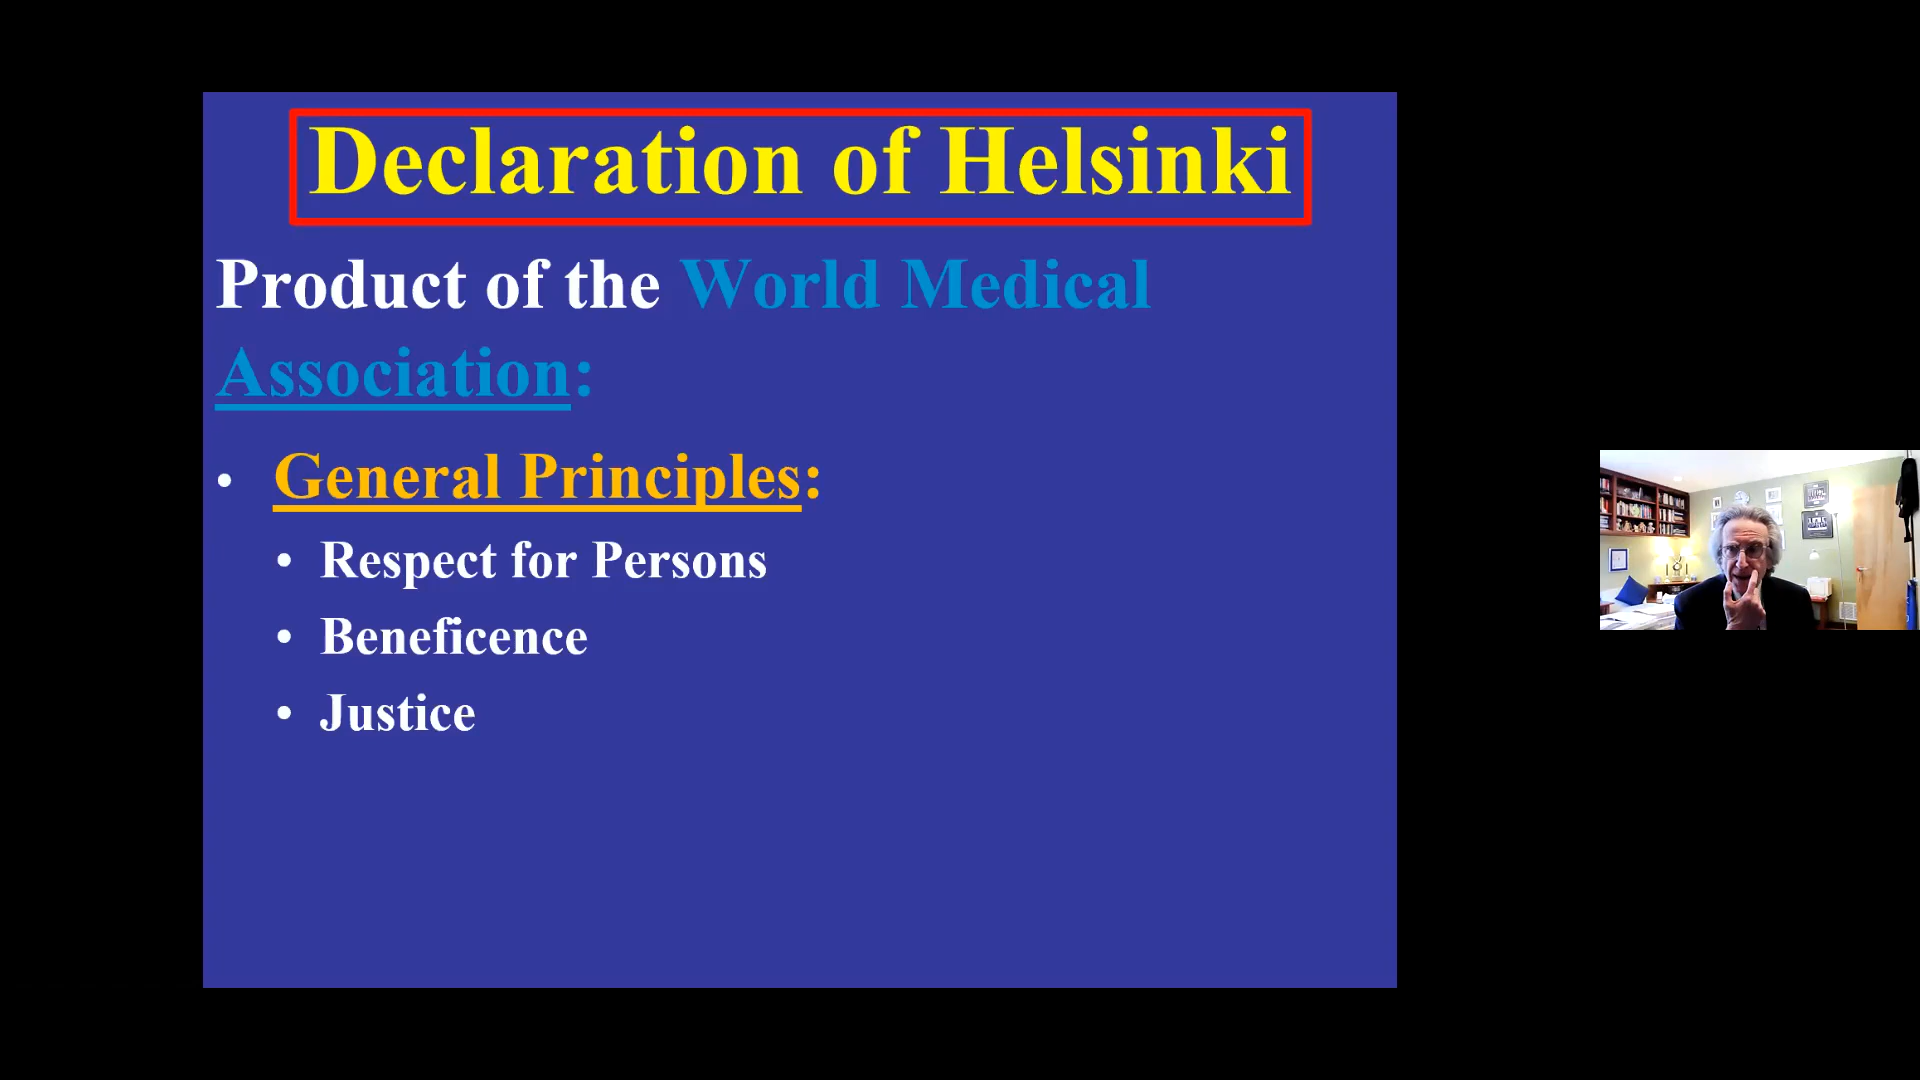 Declaration of Helsinki
Product of the World Medical
Association:
• General Principles:
• Respect for Persons
• Beneficence
• Justice